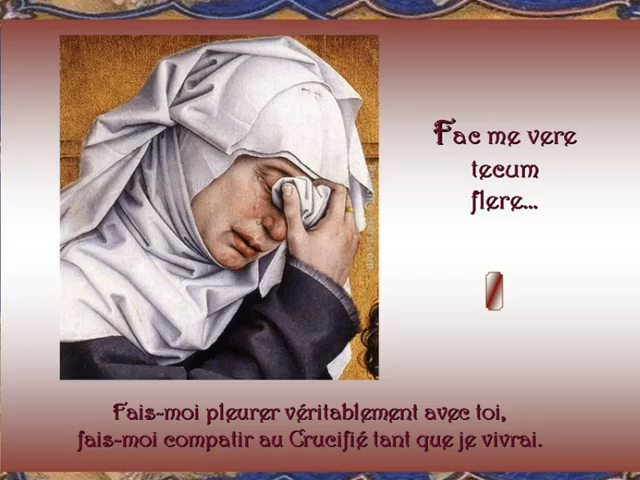 Fac me vere
tecum
flere...
Fais-moi pleurer véritablement avec toi,
fais-moi compatir au Crucifié tant que je vivrai.